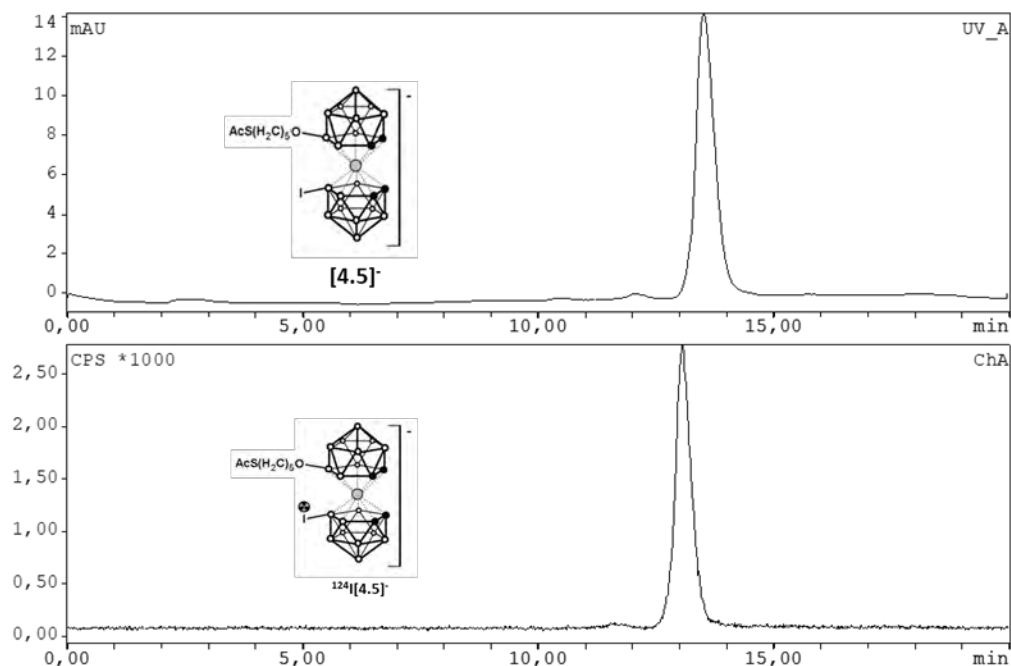 mAU UV_A
14
12
10
8
6
4
2
0
AcS(H₂C)₅O
-
I
[4.5]⁻
0,00 5,00 10,00 15,00 min
CPS *1000 ChA
2,50
2,00
1,50
1,00
0,50
0,00
AcS(H₂C)₅O
-
I
¹²⁴I[4.5]⁻
0,00 5,00 10,00 15,00 min